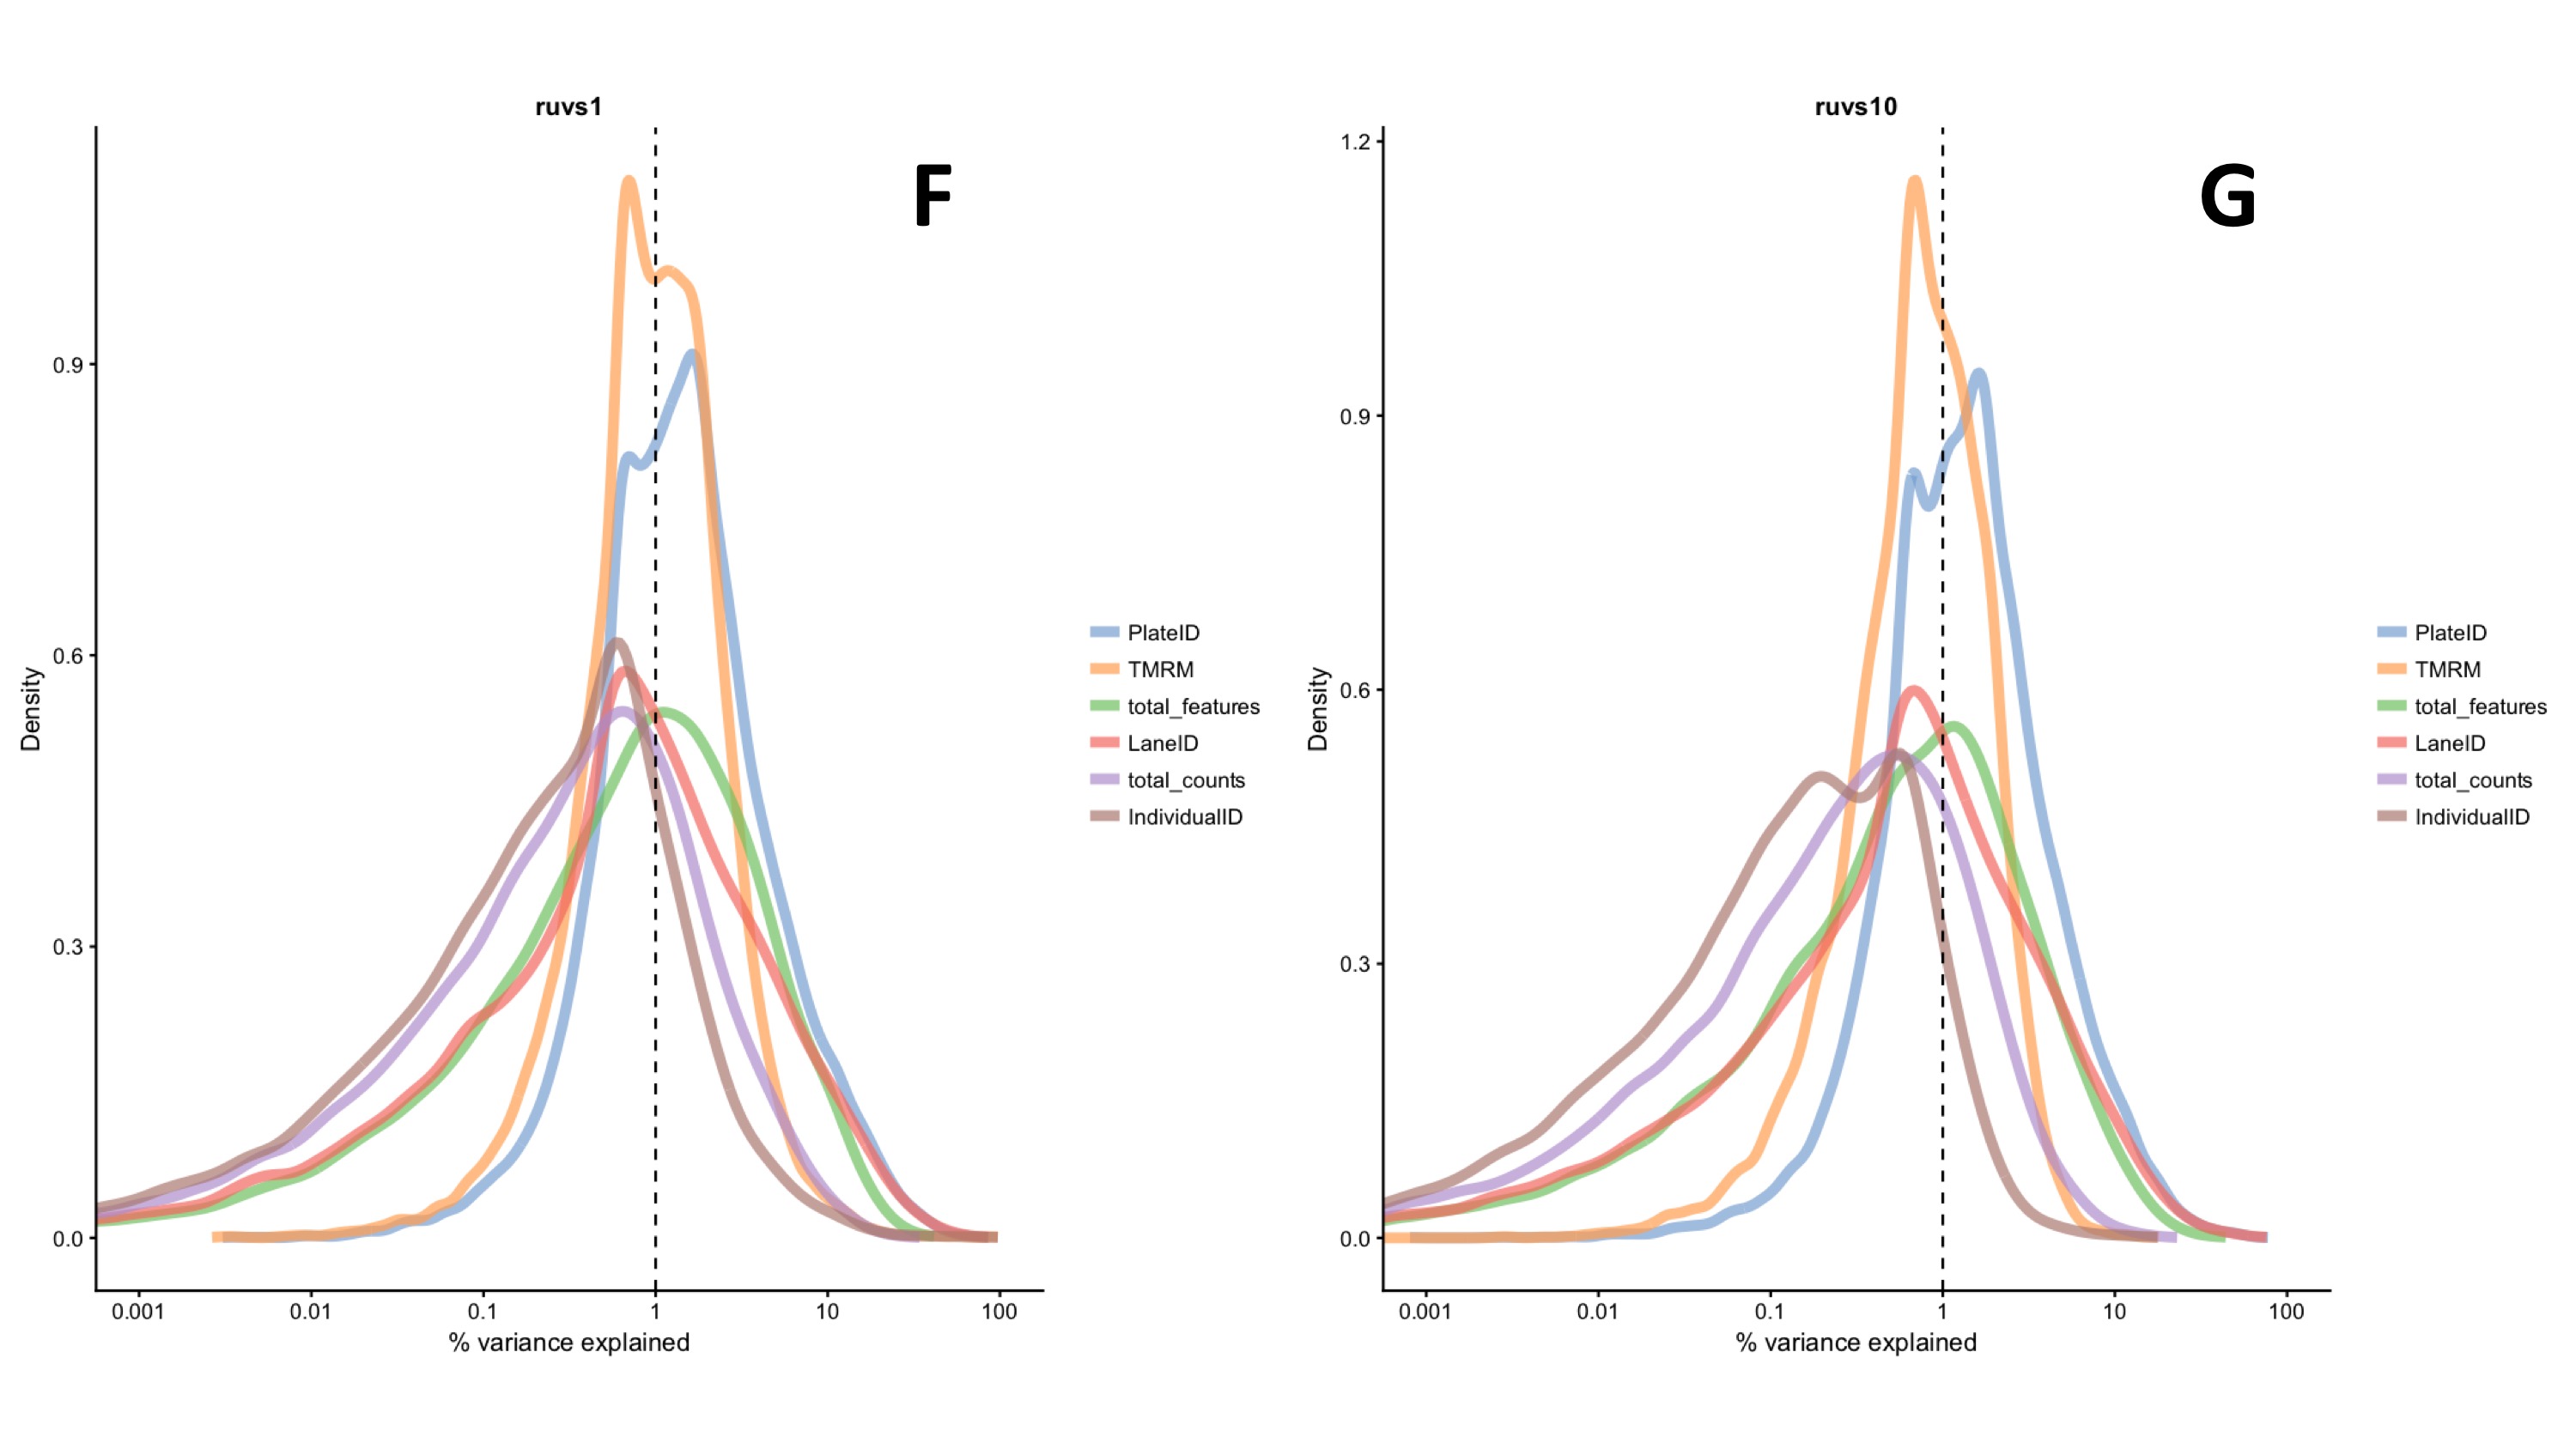 ruvs1
F
0.9
0.6
0.3
0.0
Density
0.001 0.01 0.1 1 10 100
% variance explained
PlateID
TMRM
total_features
LaneID
total_counts
IndividualID
ruvs10
G
1.2
0.9
0.6
0.3
0.0
Density
0.001 0.01 0.1 1 10 100
% variance explained
PlateID
TMRM
total_features
LaneID
total_counts
IndividualID